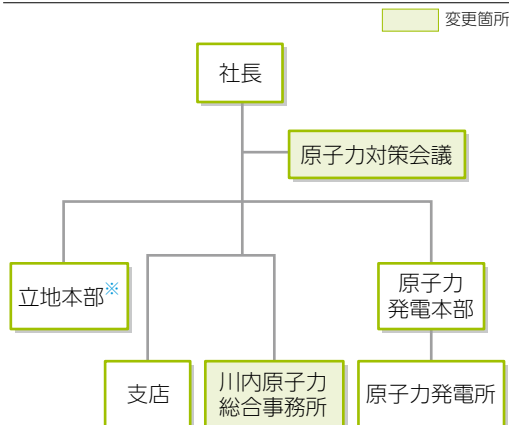 変更箇所
社長
原子力対策会議
立地本部※
原子力
発電本部
支店
川内原子力
総合事務所
原子力発電所